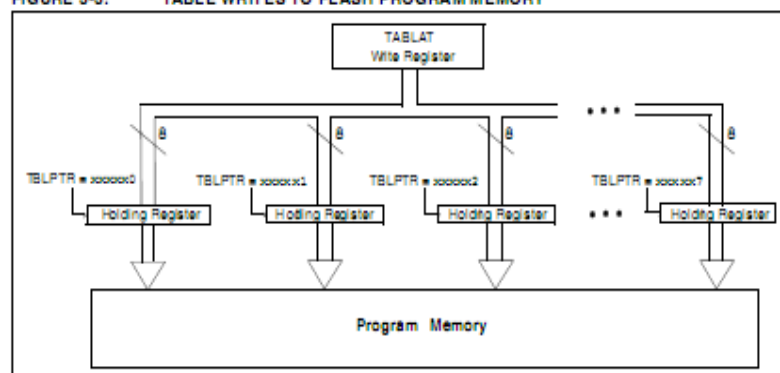 TABLE WRITES TO FLASH PROGRAM MEMORY
TABLAT
Write Register
8 8 8 8
TBLPTR = xxxxx0 TBLPTR = xxxxx1 TBLPTR = xxxxx2 TBLPTR = xxxxx7
Holding Register Holding Register Holding Register Holding Register
Program Memory